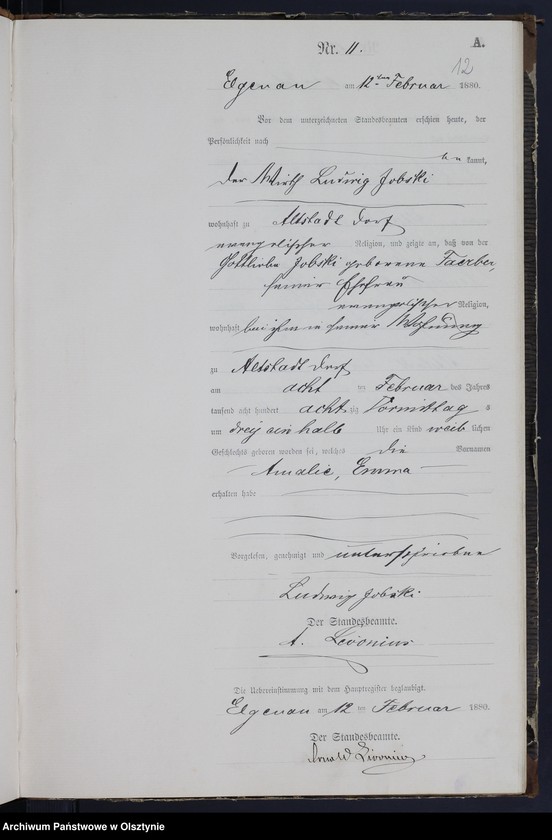 A.
Nr. 11.
12
Elgenau am 12ten Februar 1880.
Vor dem unterzeichneten Standesbeamten erschien heute, der
Persönlichkeit nach
be kannt,
der Wirth Ludwig Jobski
wohnhaft zu Altstadt Dorf
evangelischer Religion, und zeigte an, daß von der
Gottliebe Jobski geborene Faerber,
seiner Ehefrau
evangelischer Religion,
wohnhaft bei ihm in seiner Wohnung
zu Altstadt Dorf
am acht ten Februar des Jahres
tausend acht hundert acht zig Vormittag s
um drei ein halb Uhr ein Kind weib lichen
Geschlechts geboren worden sei, welches die Vornamen
Amalie, Emma
erhalten habe
Vorgelesen, genehmigt und unterschrieben
Ludwig Jobski
Der Standesbeamte.
A. Levonius
Die Uebereinstimmung mit dem Hauptregister beglaubigt.
Elgenau am 12 ten Februar 1880.
Der Standesbeamte.
Archiwum Państwowe w Olsztynie